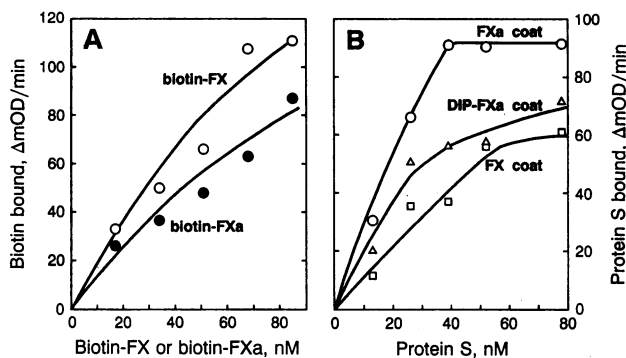 A
B
120
100
80
60
40
20
0
Biotin bound, ΔmOD/min
biotin-FX
biotin-FXa
0 20 40 60 80
Biotin-FX or biotin-FXa, nM
FXa coat
DIP-FXa coat
FX coat
0 20 40 60 80
Protein S, nM
100
80
60
40
20
0
Protein S bound, ΔmOD/min